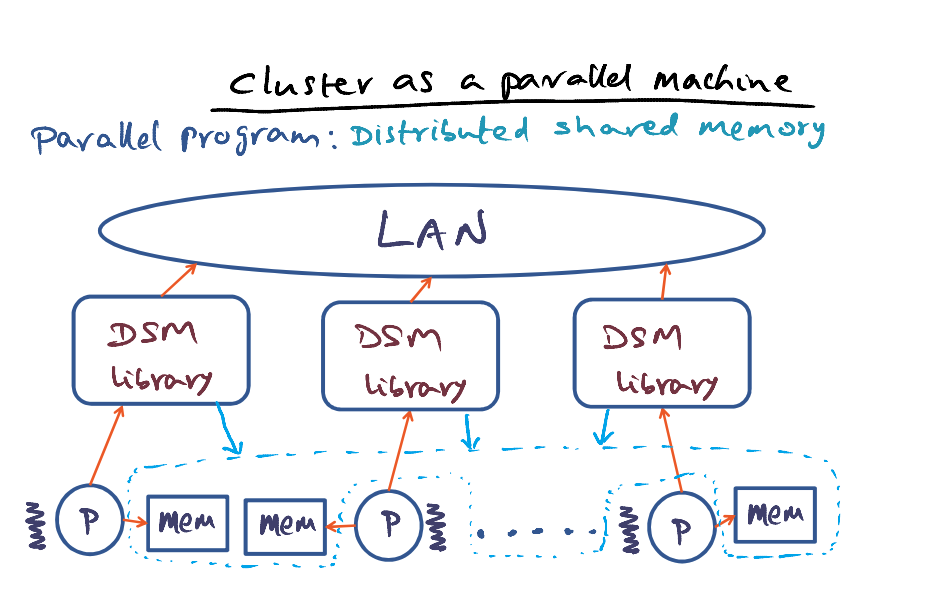 Cluster as a parallel machine
Parallel program: Distributed shared memory
LAN
DSM
library
DSM
library
DSM
library
P
mem
mem
P
.....
P
mem